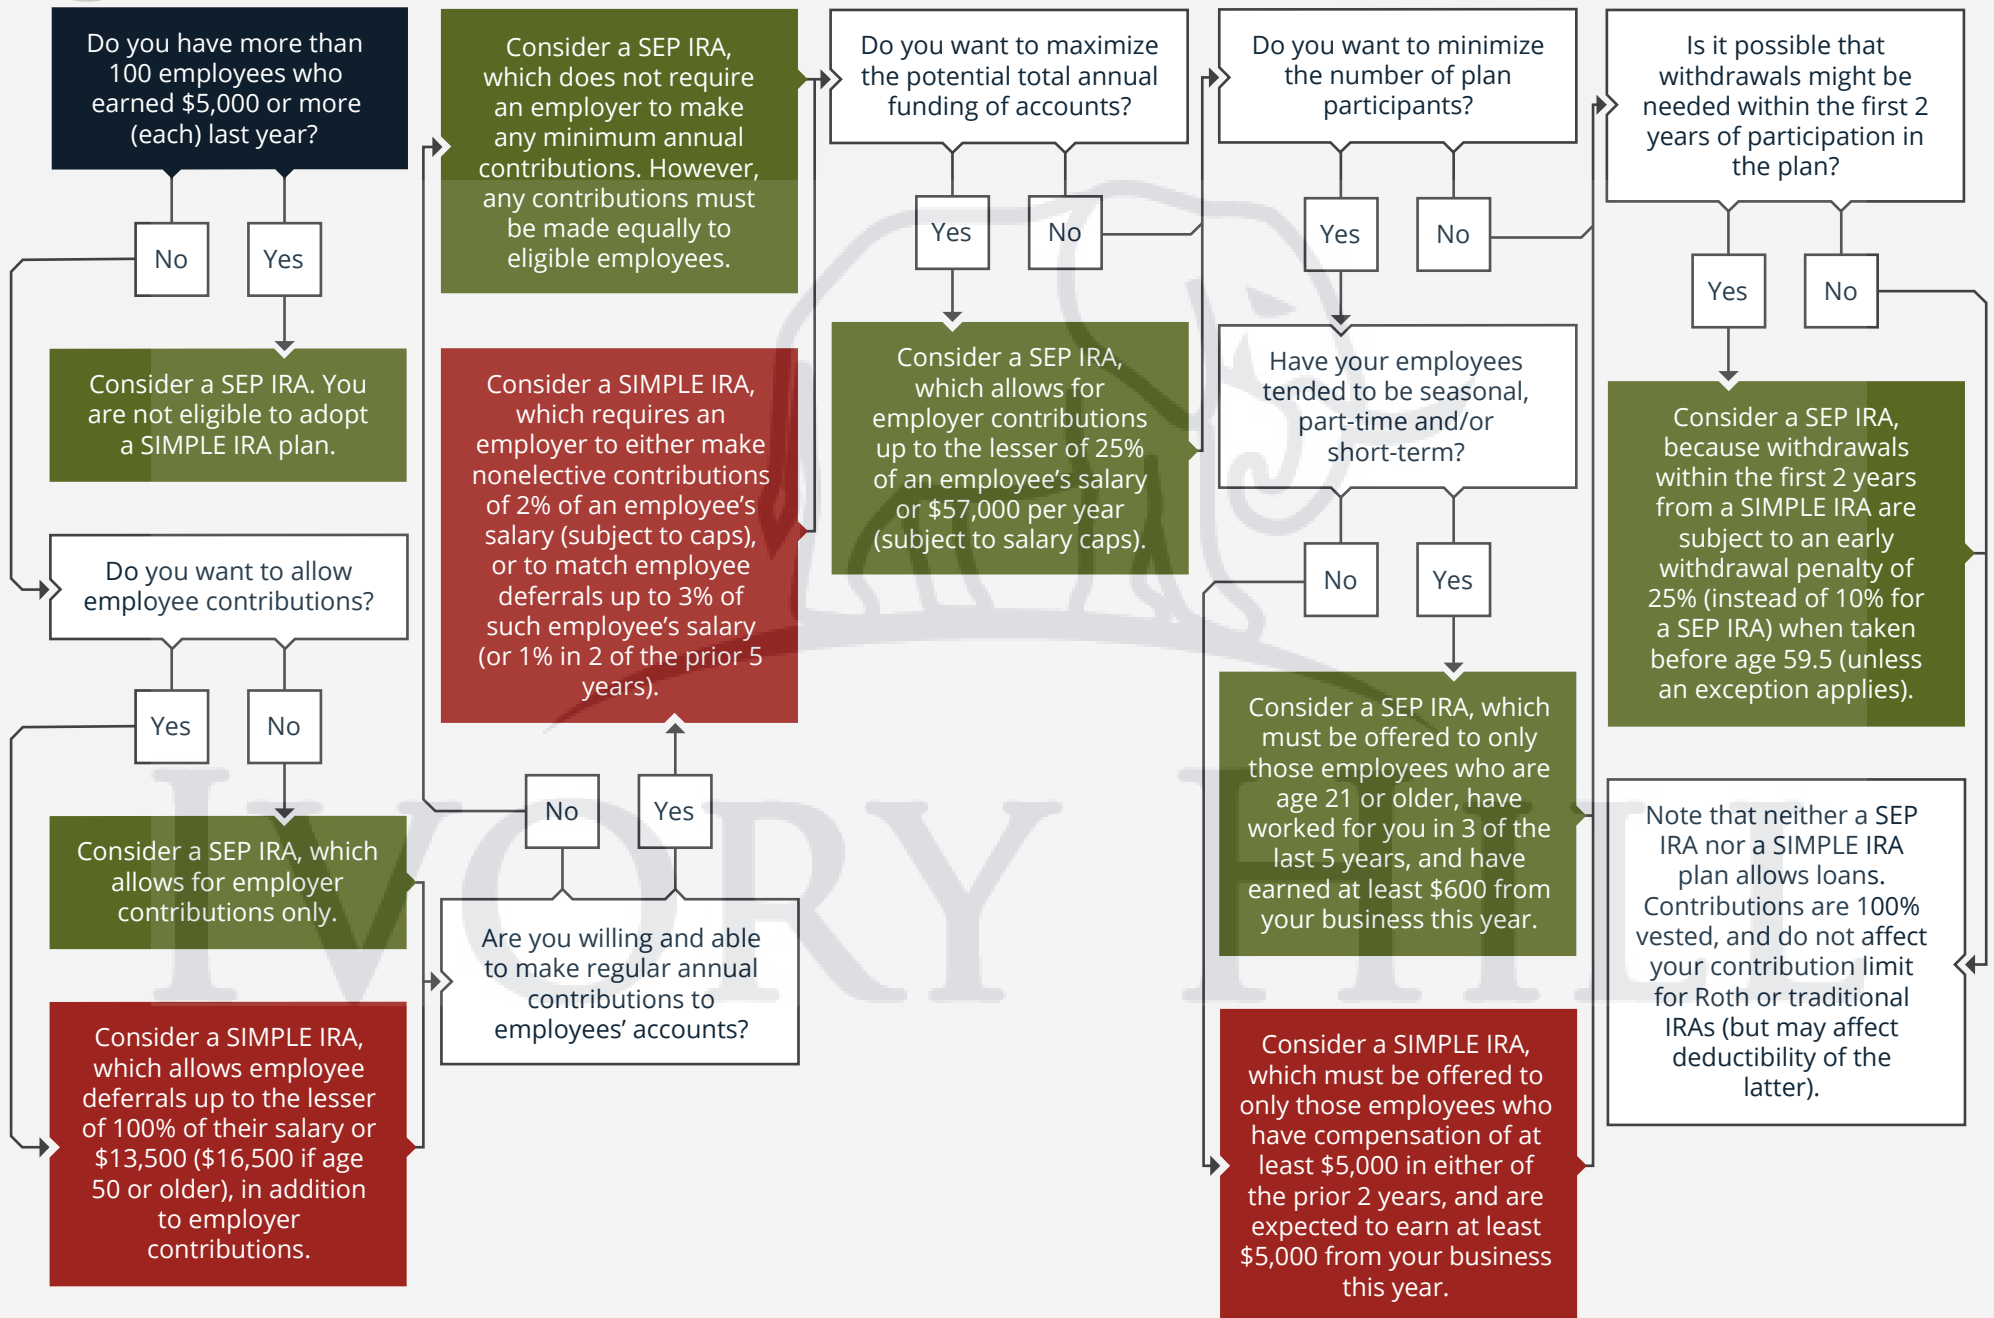 Do you have more than
100 employees who
earned $5,000 or more
(each) last year?
No
Yes
Consider a SEP IRA. You
are not eligible to adopt
a SIMPLE IRA plan.
Do you want to allow
employee contributions?
Yes
No
Consider a SEP IRA, which
allows for employer
contributions only.
Consider a SIMPLE IRA,
which allows employee
deferrals up to the lesser
of 100% of their salary or
$13,500 ($16,500 if age
50 or older), in addition
to employer
contributions.
Consider a SEP IRA,
which does not require
an employer to make
any minimum annual
contributions. However,
any contributions must
be made equally to
eligible employees.
Consider a SIMPLE IRA,
which requires an
employer to either make
nonelective contributions
of 2% of an employee’s
salary (subject to caps),
or to match employee
deferrals up to 3% of
such employee’s salary
(or 1% in 2 of the prior 5
years).
No
Yes
Are you willing and able
to make regular annual
contributions to
employees’ accounts?
Do you want to maximize
the potential total annual
funding of accounts?
Yes
No
Consider a SEP IRA,
which allows for
employer contributions
up to the lesser of 25%
of an employee’s salary
or $57,000 per year
(subject to salary caps).
Do you want to minimize
the number of plan
participants?
Yes
No
Have your employees
tended to be seasonal,
part-time and/or
short-term?
No
Yes
Consider a SEP IRA, which
must be offered to only
those employees who are
age 21 or older, have
worked for you in 3 of the
last 5 years, and have
earned at least $600 from
your business this year.
Consider a SIMPLE IRA,
which must be offered to
only those employees who
have compensation of at
least $5,000 in either of
the prior 2 years, and are
expected to earn at least
$5,000 from your business
this year.
Is it possible that
withdrawals might be
needed within the first 2
years of participation in
the plan?
Yes
No
Consider a SEP IRA,
because withdrawals
within the first 2 years
from a SIMPLE IRA are
subject to an early
withdrawal penalty of
25% (instead of 10% for
a SEP IRA) when taken
before age 59.5 (unless
an exception applies).
Note that neither a SEP
IRA nor a SIMPLE IRA
plan allows loans.
Contributions are 100%
vested, and do not affect
your contribution limit
for Roth or traditional
IRAs (but may affect
deductibility of the
latter).
IVORY HILL